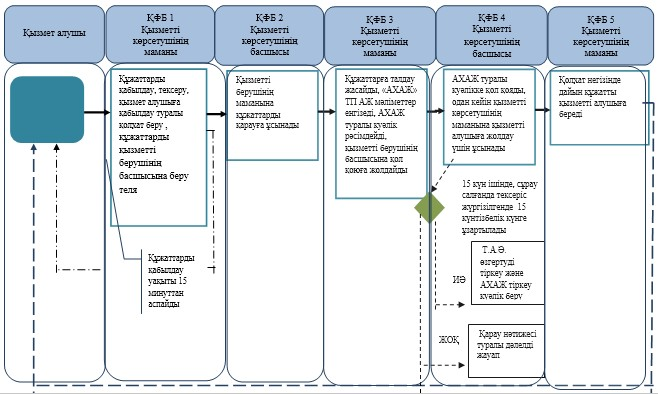 Қызмет алушы
ҚФБ 1
Қызметті
көрсетушінің
маманы
ҚФБ 2
Қызметті
көрсетушінің
басшысы
ҚФБ 3
Қызметті
көрсетушінің
маманы
ҚФБ 4
Қызметті
көрсетушінің
басшысы
ҚФБ 5
Қызметті
көрсетушінің
маманы
Құжаттарды
қабылдау, тексеру,
қызмет алушыға
қабылдау туралы
қолхат беру ,
құжаттарды
қызметті
берушінің
басшысына беру
теля
Қызметті
берушінің
маманына
құжаттарды
қарауға ұсынады
Құжаттарға талдау
жасайды, «АХАЖ»
ТП АЖ мәліметтер
енгізеді, АХАЖ
туралы куәлік
рәсімдейді,
қызметті берушінің
басшысына қол
қоюға жолдайды
АХАЖ туралы
куәлікке қол қояды,
одан кейін қызметті
көрсетушінің
маманына қызметті
алушыға жолдау
үшін ұсынады
Қолхат негізінде
дайын құжатты
қызметті алушыға
береді
15 күн ішінде, сұрау
салғанда тексеріс
жүргізілгенде 15
күнтізбелік күнге
ұзартылады
Құжаттарды
қабылдау
уақыты 15
минуттан
аспайды
ИӘ
Т.А.Ә.
өзгертуді
тіркеу және
АХАЖ тіркеу
куәлік беру
ЖОҚ
Қарау нәтижесі
туралы дәлелді
жауап